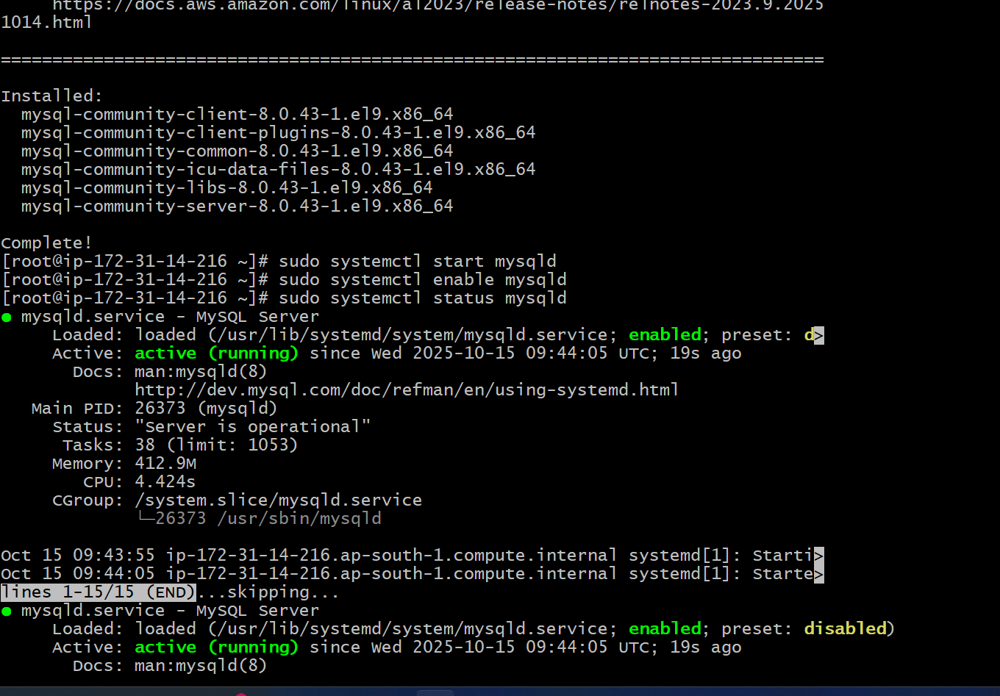 https://docs.aws.amazon.com/linux/al2023/release-notes/relnotes-2023.9.2025
1014.html
================================================================================
Installed:
mysql-community-client-8.0.43-1.el9.x86_64
mysql-community-client-plugins-8.0.43-1.el9.x86_64
mysql-community-common-8.0.43-1.el9.x86_64
mysql-community-icu-data-files-8.0.43-1.el9.x86_64
mysql-community-libs-8.0.43-1.el9.x86_64
mysql-community-server-8.0.43-1.el9.x86_64
Complete!
[root@ip-172-31-14-216 ~]# sudo systemctl start mysqld
[root@ip-172-31-14-216 ~]# sudo systemctl enable mysqld
[root@ip-172-31-14-216 ~]# sudo systemctl status mysqld
● mysqld.service - MySQL Server
Loaded: loaded (/usr/lib/systemd/system/mysqld.service; enabled; preset: d>
Active: active (running) since Wed 2025-10-15 09:44:05 UTC; 19s ago
Docs: man:mysqld(8)
http://dev.mysql.com/doc/refman/en/using-systemd.html
Main PID: 26373 (mysqld)
Status: "Server is operational"
Tasks: 38 (limit: 1053)
Memory: 412.9M
CPU: 4.424s
CGroup: /system.slice/mysqld.service
└─26373 /usr/sbin/mysqld
Oct 15 09:43:55 ip-172-31-14-216.ap-south-1.compute.internal systemd[1]: Starti>
Oct 15 09:44:05 ip-172-31-14-216.ap-south-1.compute.internal systemd[1]: Starte>
lines 1-15/15 (END)...skipping...
● mysqld.service - MySQL Server
Loaded: loaded (/usr/lib/systemd/system/mysqld.service; enabled; preset: disabled)
Active: active (running) since Wed 2025-10-15 09:44:05 UTC; 19s ago
Docs: man:mysqld(8)